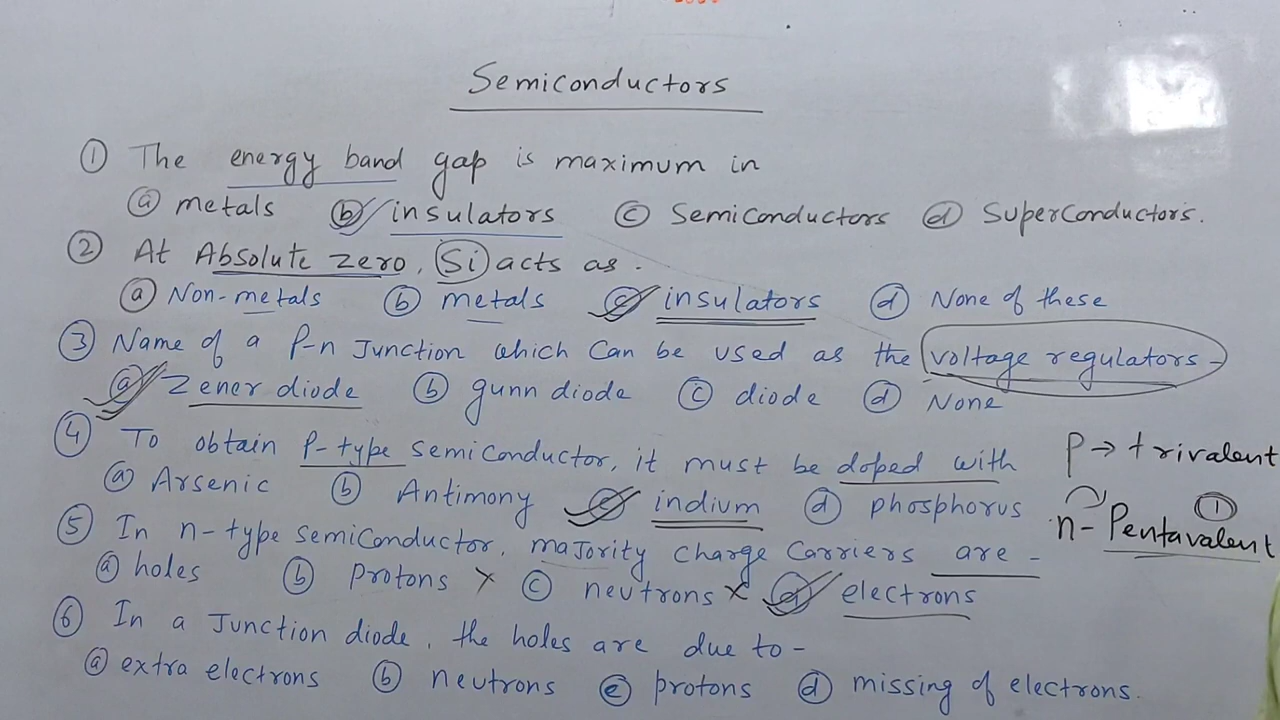 Semiconductors
① The energy band gap is maximum in
ⓐ metals ⓑ insulators ⓒ Semiconductors ⓓ Superconductors.
② At Absolute zero, Si acts as.
ⓐ Non-metals ⓑ metals ⓒ insulators ⓓ None of these
③ Name of a P-n Junction which can be used as the voltage regulators-
ⓐ Zener diode ⓑ gunn diode ⓒ diode ⓓ None
④ To obtain P-type semiconductor, it must be doped with
ⓐ Arsenic ⓑ Antimony ⓒ indium ⓓ phosphorus
P→trivalent
n-Pentavalent ①
⑤ In n-type semiconductor, majority charge carriers are-
ⓐ holes ⓑ Protons × ⓒ neutrons × ⓓ electrons
⑥ In a Junction diode, the holes are due to-
ⓐ extra electrons ⓑ neutrons ⓒ protons ⓓ missing of electrons.